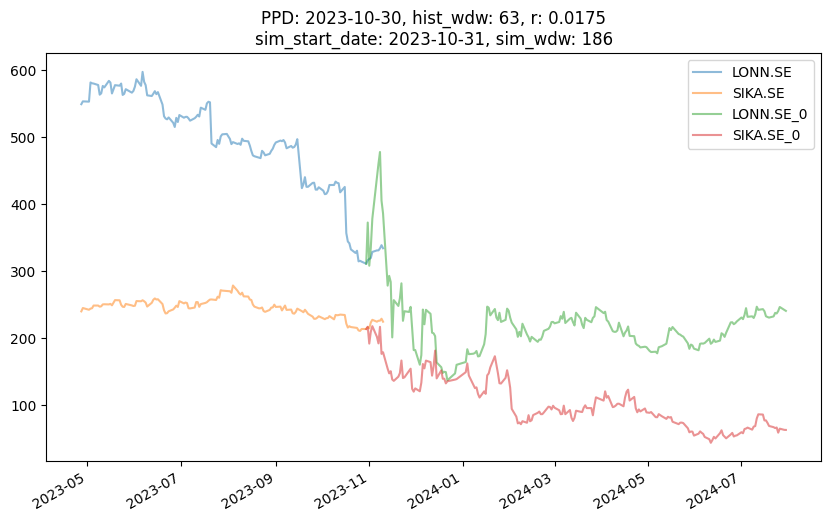 PPD: 2023-10-30, hist_wdw: 63, r: 0.0175
sim_start_date: 2023-10-31, sim_wdw: 186
LONN.SE
SIKA.SE
LONN.SE_0
SIKA.SE_0
600
500
400
300
200
100
2023-05
2023-07
2023-09
2023-11
2024-01
2024-03
2024-05
2024-07